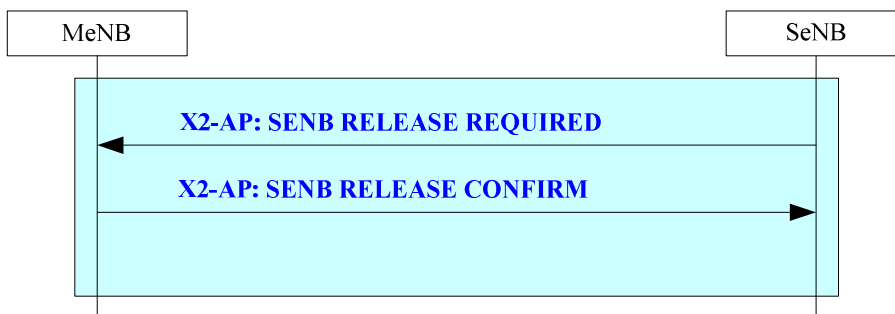 MeNB
SeNB
X2-AP: SENB RELEASE REQUIRED
X2-AP: SENB RELEASE CONFIRM